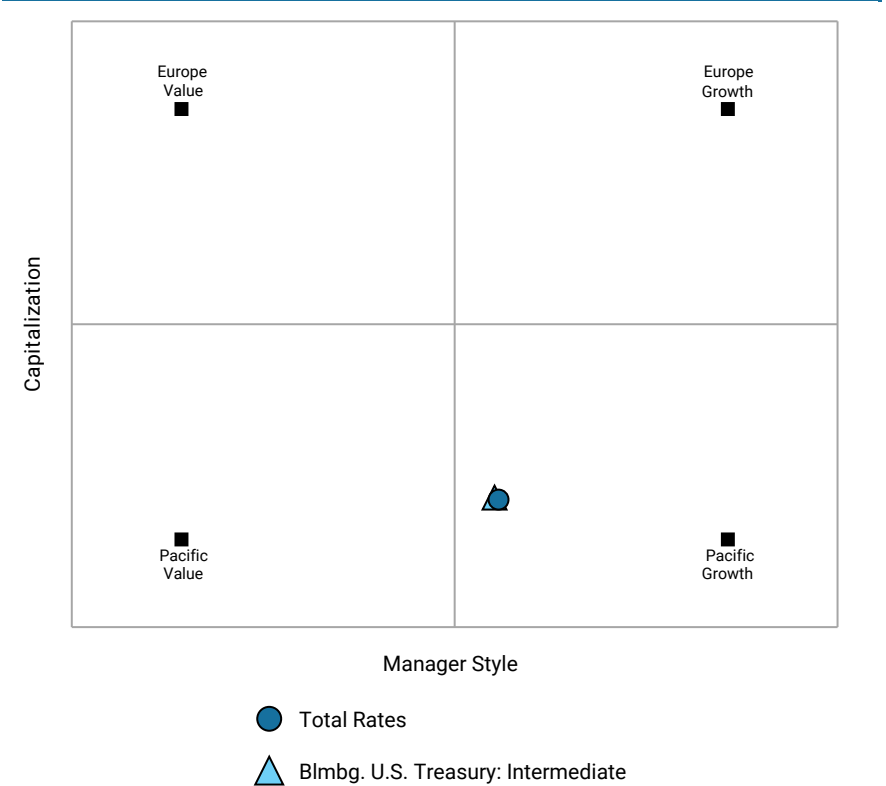 Europe
Value
Europe
Growth
Capitalization
Pacific
Value
Pacific
Growth
Manager Style
Total Rates
Blmbg. U.S. Treasury: Intermediate